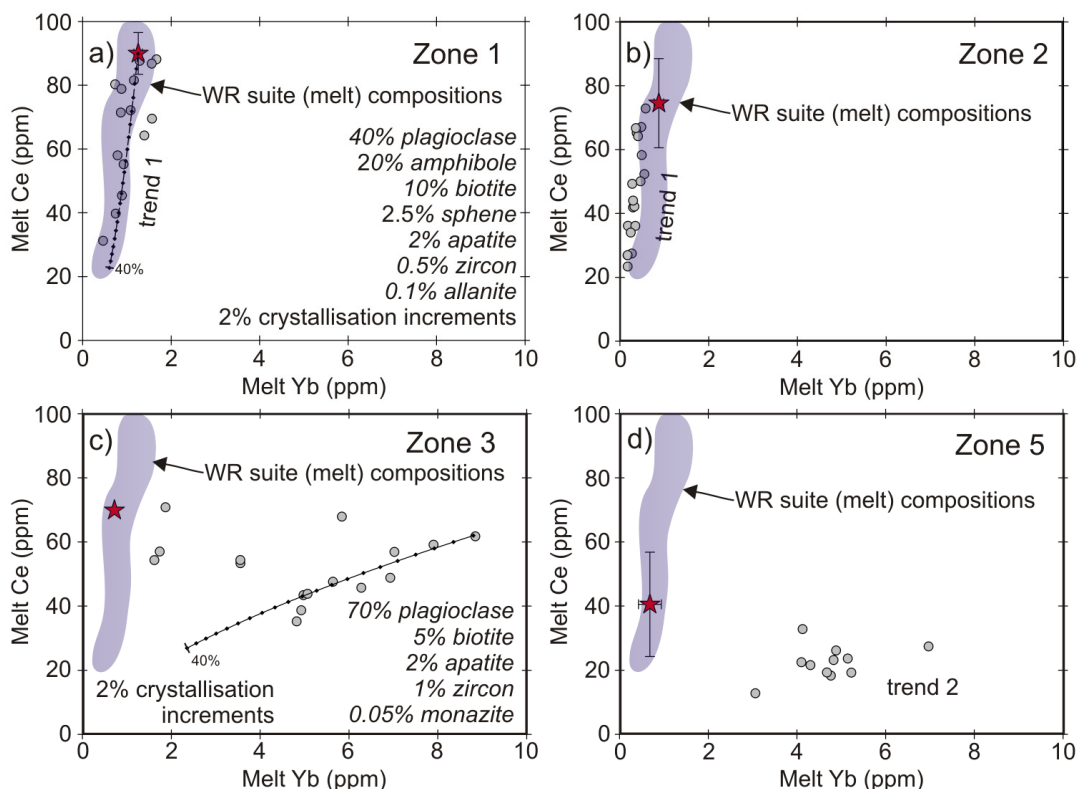 a)
Zone 1
WR suite (melt) compositions
40% plagioclase
20% amphibole
10% biotite
2.5% sphene
2% apatite
0.5% zircon
0.1% allanite
2% crystallisation increments
trend 1
40%
100
80
60
40
20
0
Melt Ce (ppm)
0 2 4 6 8 10
Melt Yb (ppm)
b)
Zone 2
WR suite (melt) compositions
trend 1
100
80
60
40
20
0
Melt Ce (ppm)
0 2 4 6 8 10
Melt Yb (ppm)
c)
Zone 3
WR suite (melt) compositions
70% plagioclase
5% biotite
2% apatite
1% zircon
0.05% monazite
40%
2% crystallisation
increments
100
80
60
40
20
0
Melt Ce (ppm)
0 2 4 6 8 10
Melt Yb (ppm)
d)
Zone 5
WR suite (melt) compositions
trend 2
100
80
60
40
20
0
Melt Ce (ppm)
0 2 4 6 8 10
Melt Yb (ppm)